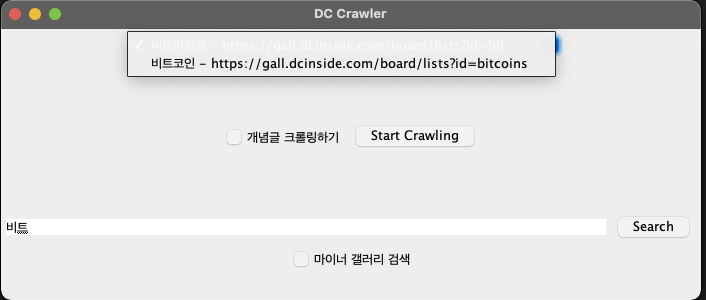 DC Crawler
✓ 비트파일럿 - https://gall.dcinside.com/board/lists?id=bit
비트코인 - https://gall.dcinside.com/board/lists?id=bitcoins
개념글 크롤링하기
Start Crawling
비트
Search
마이너 갤러리 검색